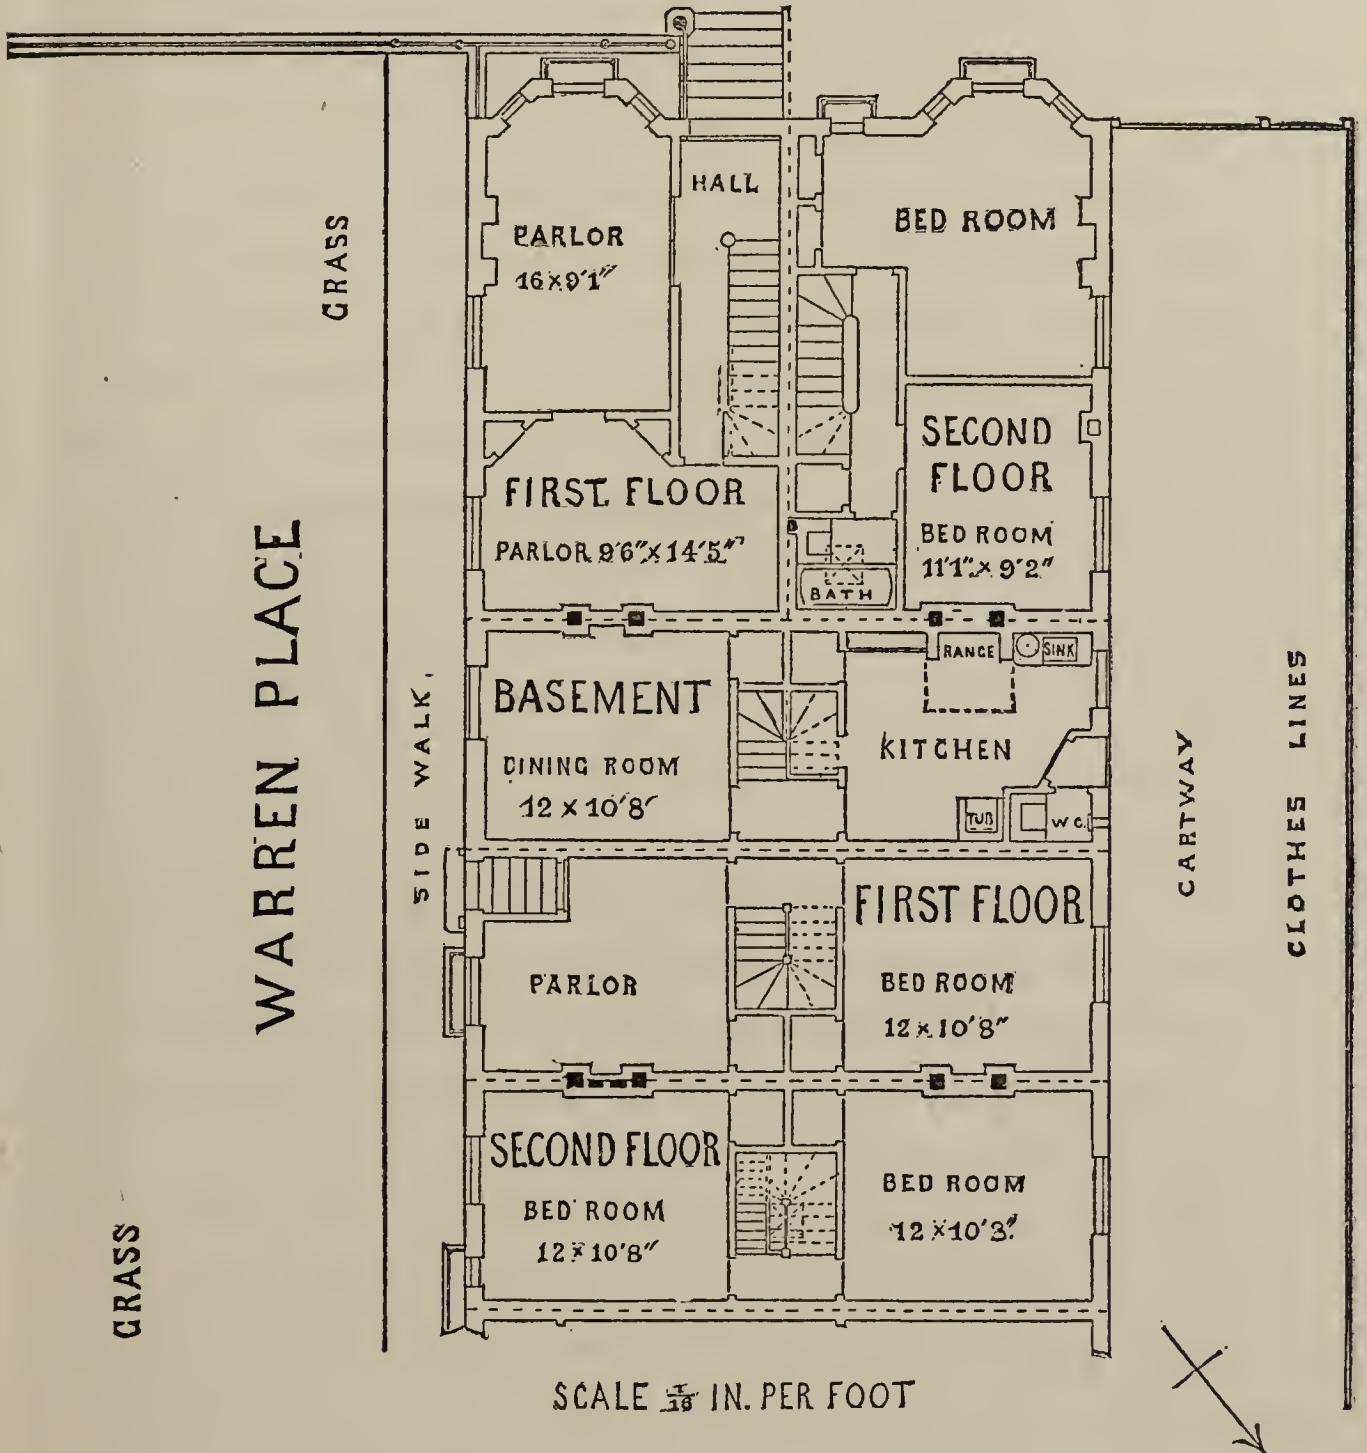 HALL
PARLOR
16 × 9'1"
BED ROOM
GRASS
SECOND
FLOOR
BED ROOM
11'1" × 9'2"
FIRST FLOOR
PARLOR 9'6" × 14'5"
BATH
WARREN PLACE
SIDE WALK.
BASEMENT
DINING ROOM
12 × 10'8"
RANGE
SINK
KITCHEN
TUB
W C.
CARTWAY
CLOTHES LINES
PARLOR
FIRST FLOOR
BED ROOM
12 × 10'8"
SECOND FLOOR
BED ROOM
12 × 10'8"
BED ROOM
12 × 10'3"
GRASS
SCALE IN. PER FOOT